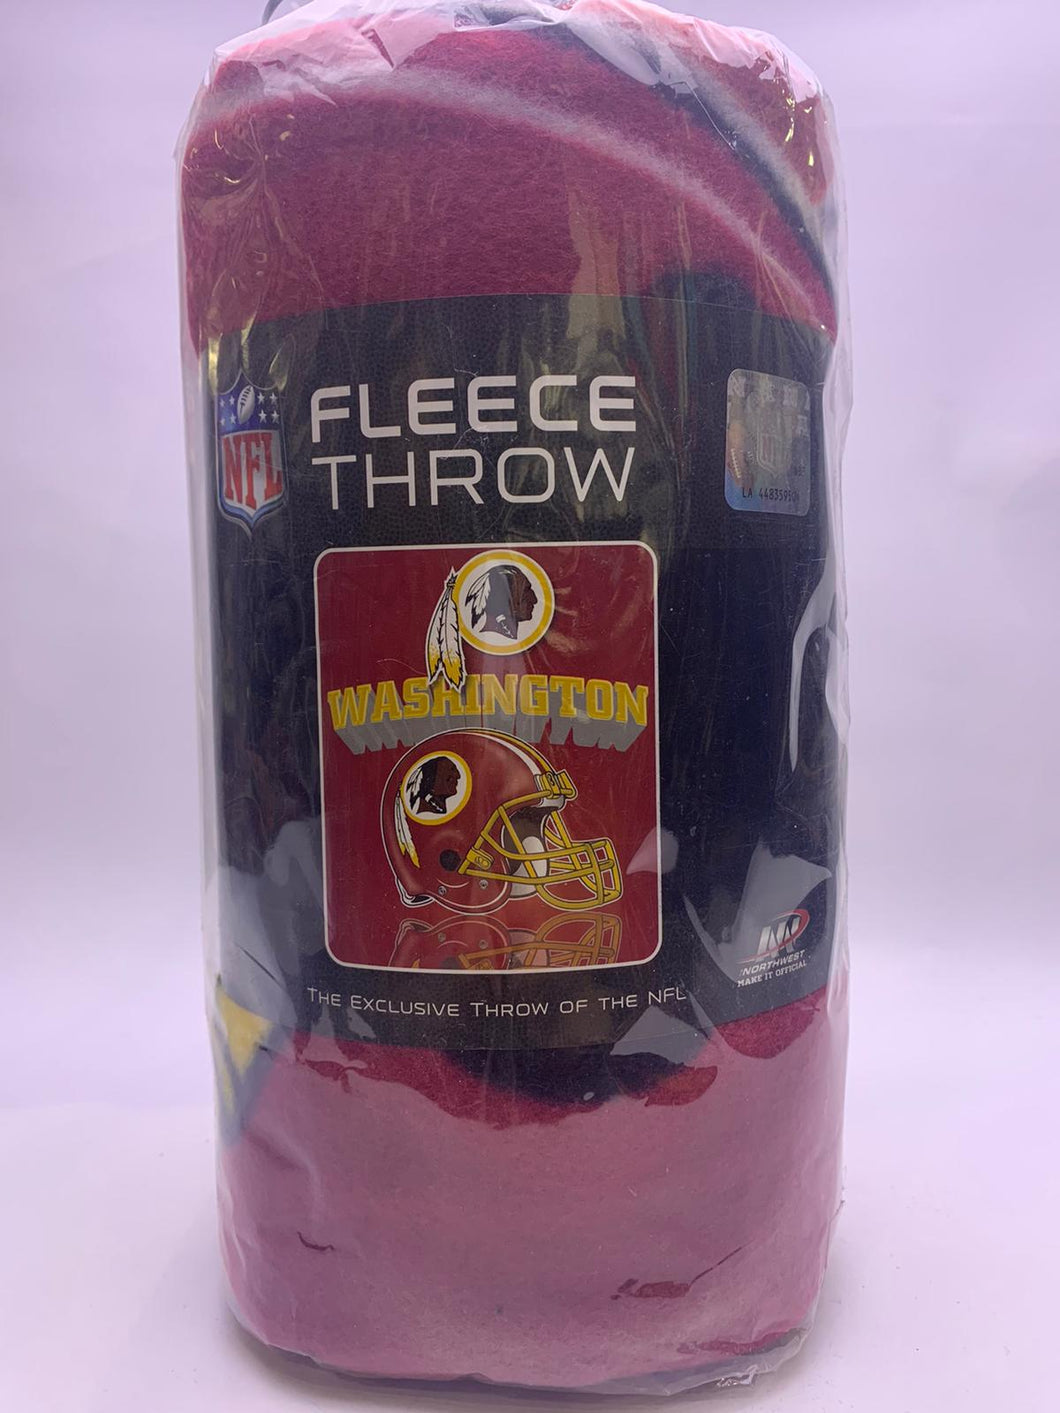 FLEECE
THROW
NFL
WASHINGTON
NORTHWEST
MAKE IT OFFICIAL
THE EXCLUSIVE THROW OF THE NFL